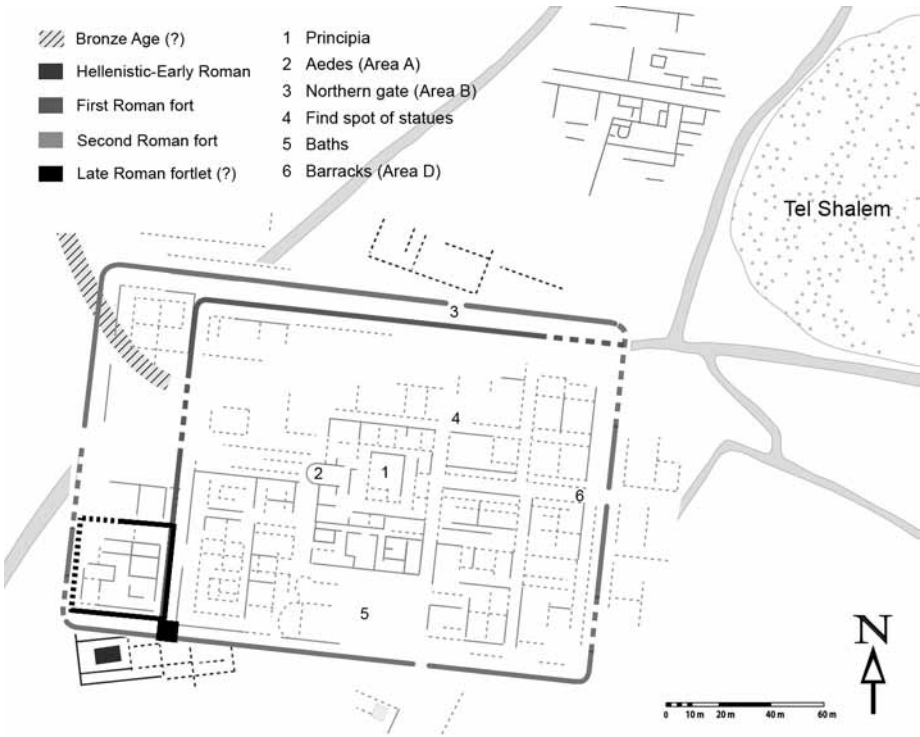 Bronze Age (?)
Hellenistic-Early Roman
First Roman fort
Second Roman fort
Late Roman fortlet (?)
1 Principia
2 Aedes (Area A)
3 Northern gate (Area B)
4 Find spot of statues
5 Baths
6 Barracks (Area D)
Tel Shalem
3
4
2
1
6
5
N
0 10 m 20 m 40 m 60 m